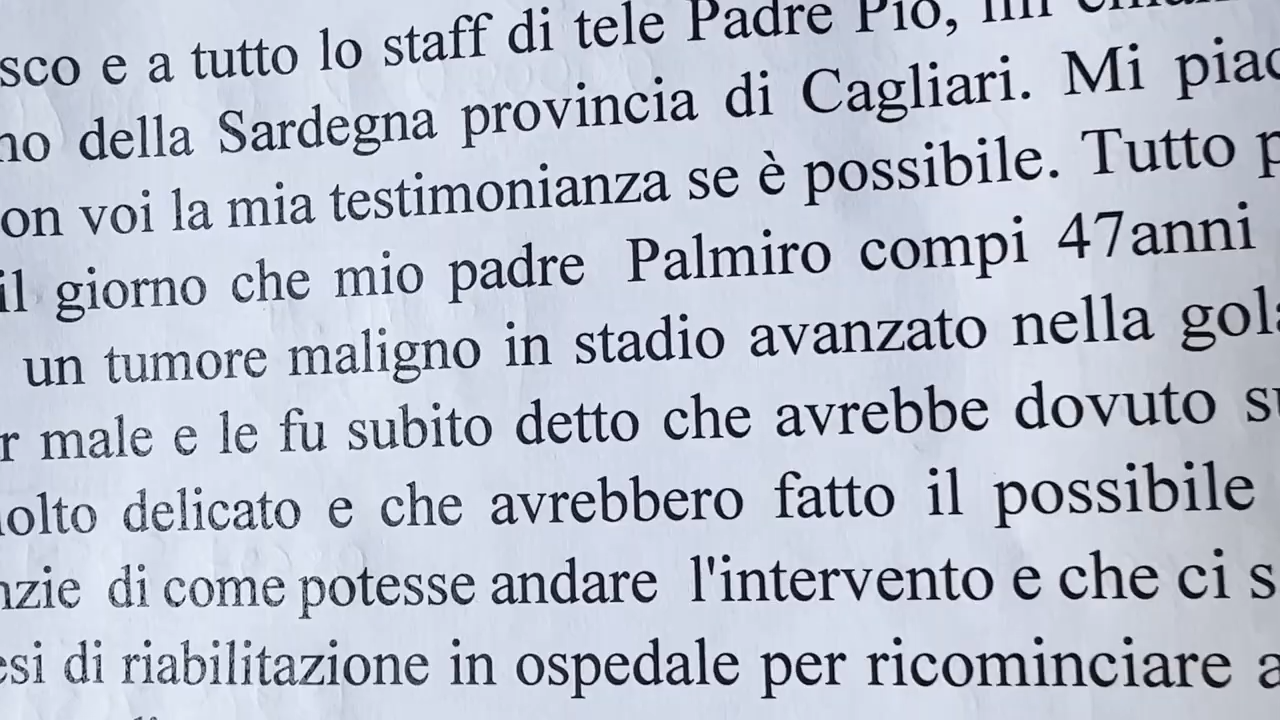 sco e a tutto lo staff di tele Padre Pio, mi
no della Sardegna provincia di Cagliari. Mi piac
on voi la mia testimonianza se è possibile. Tutto p
il giorno che mio padre Palmiro compi 47anni
un tumore maligno in stadio avanzato nella gola
r male e le fu subito detto che avrebbe dovuto su
olto delicato e che avrebbero fatto il possibile
nzie di come potesse andare l'intervento e che ci s
esi di riabilitazione in ospedale per ricominciare a